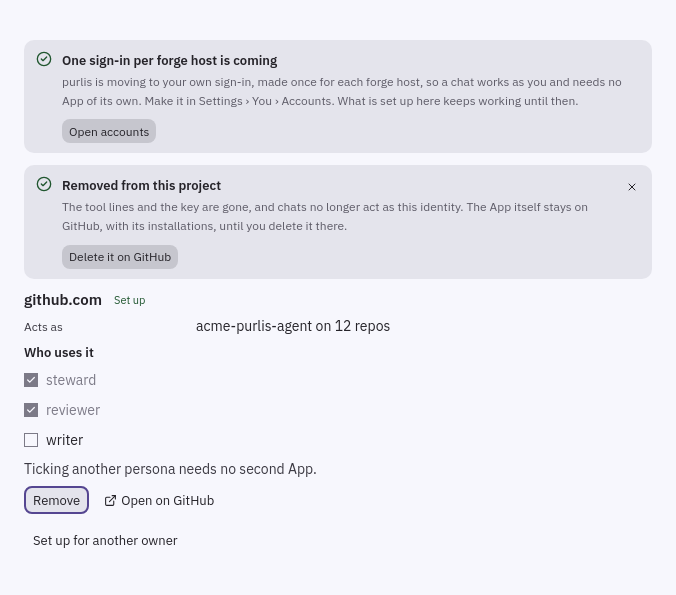 One sign-in per forge host is coming
purlis is moving to your own sign-in, made once for each forge host, so a chat works as you and needs no
App of its own. Make it in Settings › You › Accounts. What is set up here keeps working until then.
Open accounts
Removed from this project
The tool lines and the key are gone, and chats no longer act as this identity. The App itself stays on
GitHub, with its installations, until you delete it there.
Delete it on GitHub
github.com Set up
Acts as acme-purlis-agent on 12 repos
Who uses it
steward
reviewer
writer
Ticking another persona needs no second App.
Remove Open on GitHub
Set up for another owner